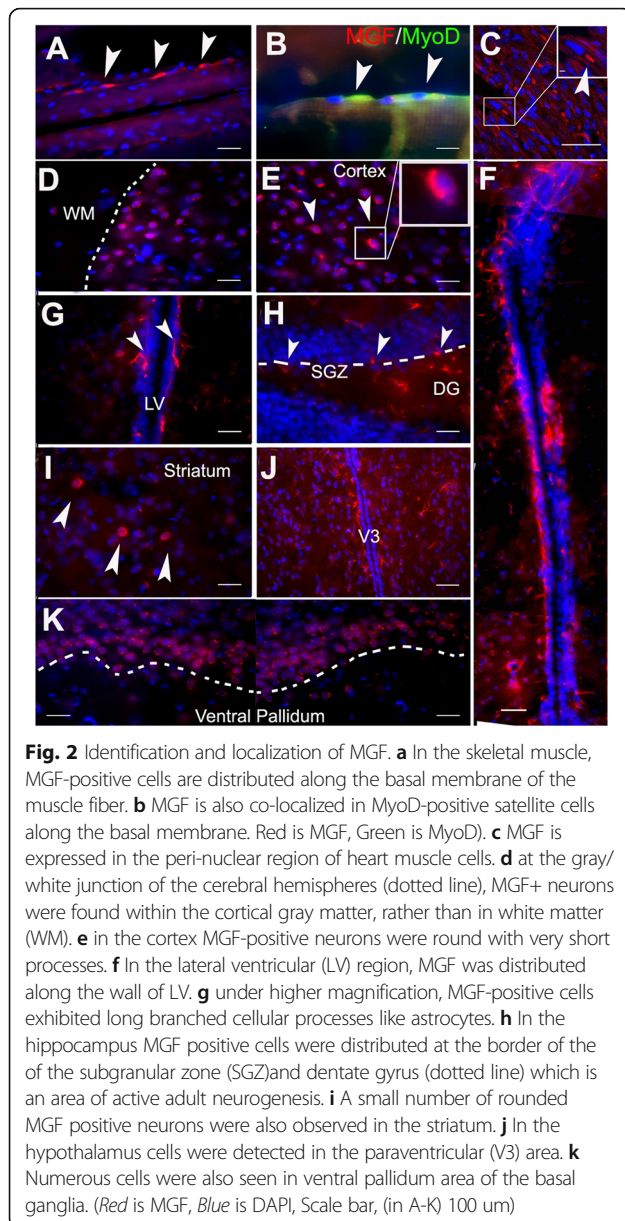 A
B
MGF/MyoD
C
D
WM
E
Cortex
F
G
LV
H
SGZ
DG
I
Striatum
J
V3
K
Ventral Pallidum
Fig. 2 Identification and localization of MGF. a In the skeletal muscle,
MGF-positive cells are distributed along the basal membrane of the
muscle fiber. b MGF is also co-localized in MyoD-positive satellite cells
along the basal membrane. Red is MGF, Green is MyoD). c MGF is
expressed in the peri-nuclear region of heart muscle cells. d at the gray/
white junction of the cerebral hemispheres (dotted line), MGF+ neurons
were found within the cortical gray matter, rather than in white matter
(WM). e in the cortex MGF-positive neurons were round with very short
processes. f In the lateral ventricular (LV) region, MGF was distributed
along the wall of LV. g under higher magnification, MGF-positive cells
exhibited long branched cellular processes like astrocytes. h In the
hippocampus MGF positive cells were distributed at the border of the
of the subgranular zone (SGZ)and dentate gyrus (dotted line) which is
an area of active adult neurogenesis. i A small number of rounded
MGF positive neurons were also observed in the striatum. j In the
hypothalamus cells were detected in the paraventricular (V3) area. k
Numerous cells were also seen in ventral pallidum area of the basal
ganglia. (Red is MGF, Blue is DAPI, Scale bar, (in A-K) 100 um)